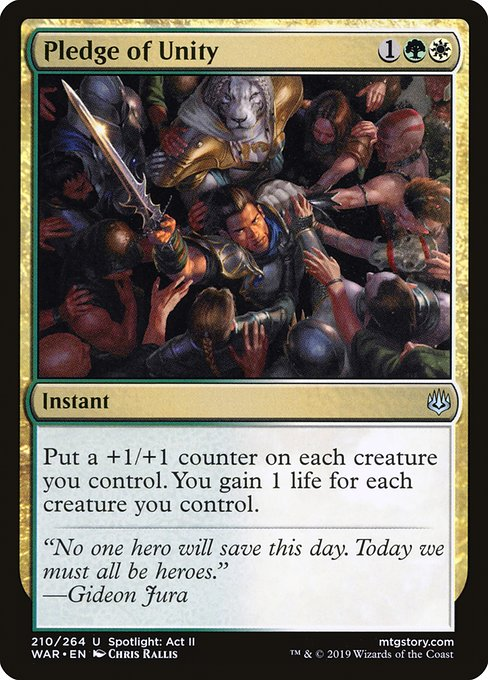 Pledge of Unity 1
Instant
Put a +1/+1 counter on each creature
you control. You gain 1 life for each
creature you control.
“No one hero will save this day. Today we
must all be heroes.”
—Gideon Jura
210/264 U Spotlight: Act II
mtgstory.com
WAR • EN Chris Rallis
™ & © 2019 Wizards of the Coast